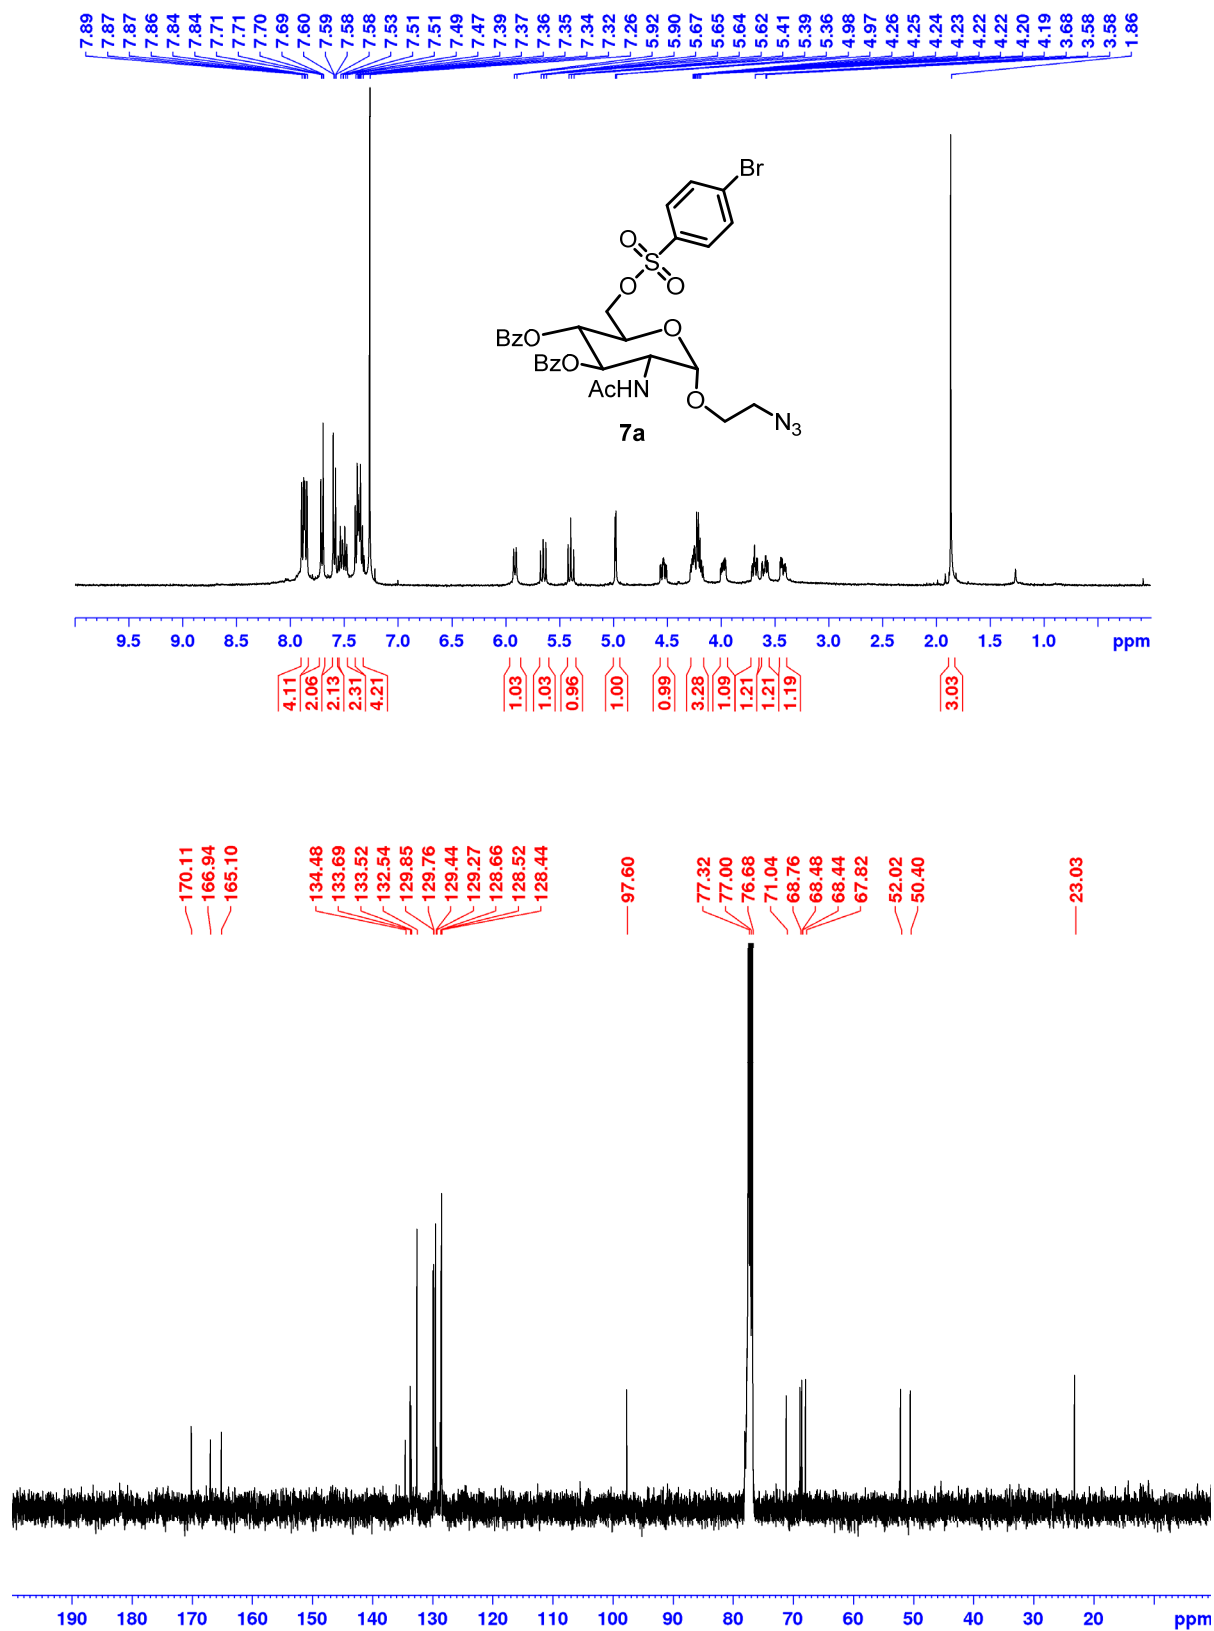 7.89 7.87 7.87 7.86 7.84 7.84 7.71 7.71 7.70 7.69 7.60 7.59 7.58 7.58 7.53 7.51 7.51 7.49 7.47 7.39 7.37 7.36 7.35 7.34 7.32 7.26 5.92 5.90 5.67 5.65 5.64 5.62 5.41 5.39 5.36 4.98 4.97 4.26 4.25 4.24 4.23 4.22 4.22 4.20 4.19 3.68 3.58 3.58 1.86
Br
O
S
O
O
O
BzO
BzO
AcHN
O
N3
7a
9.5 9.0 8.5 8.0 7.5 7.0 6.5 6.0 5.5 5.0 4.5 4.0 3.5 3.0 2.5 2.0 1.5 1.0 ppm
4.11 2.06 2.13 2.31 4.21 1.03 1.03 0.96 1.00 0.99 3.28 1.09 1.21 1.21 1.19 3.03
170.11 166.94 165.10 134.48 133.69 133.52 132.54 129.85 129.76 129.44 129.27 128.66 128.52 128.44 97.60 77.32 77.00 76.68 71.04 68.76 68.48 68.44 67.82 52.02 50.40 23.03
190 180 170 160 150 140 130 120 110 100 90 80 70 60 50 40 30 20 ppm